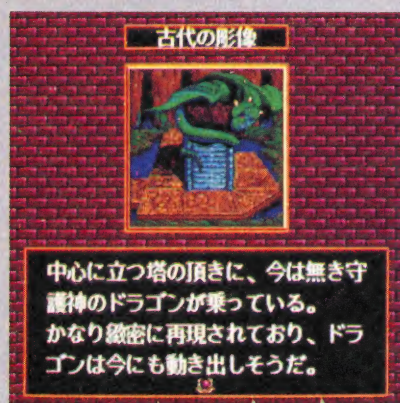 古代の彫像
中心に立つ塔の頂きに、今は無き守
護神のドラゴンが乗っている。
かなり緻密に再現されており、ドラ
ゴンは今にも動き出しそうだ。